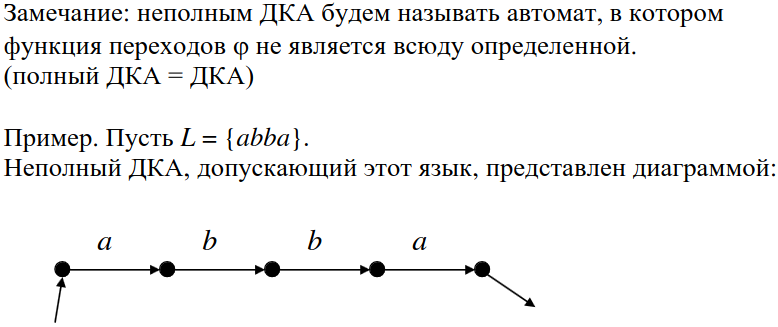 Замечание: неполным ДКА будем называть автомат, в котором
функция переходов φ не является всюду определенной.
(полный ДКА = ДКА)
Пример. Пусть L = {abba}.
Неполный ДКА, допускающий этот язык, представлен диаграммой:
a b b a